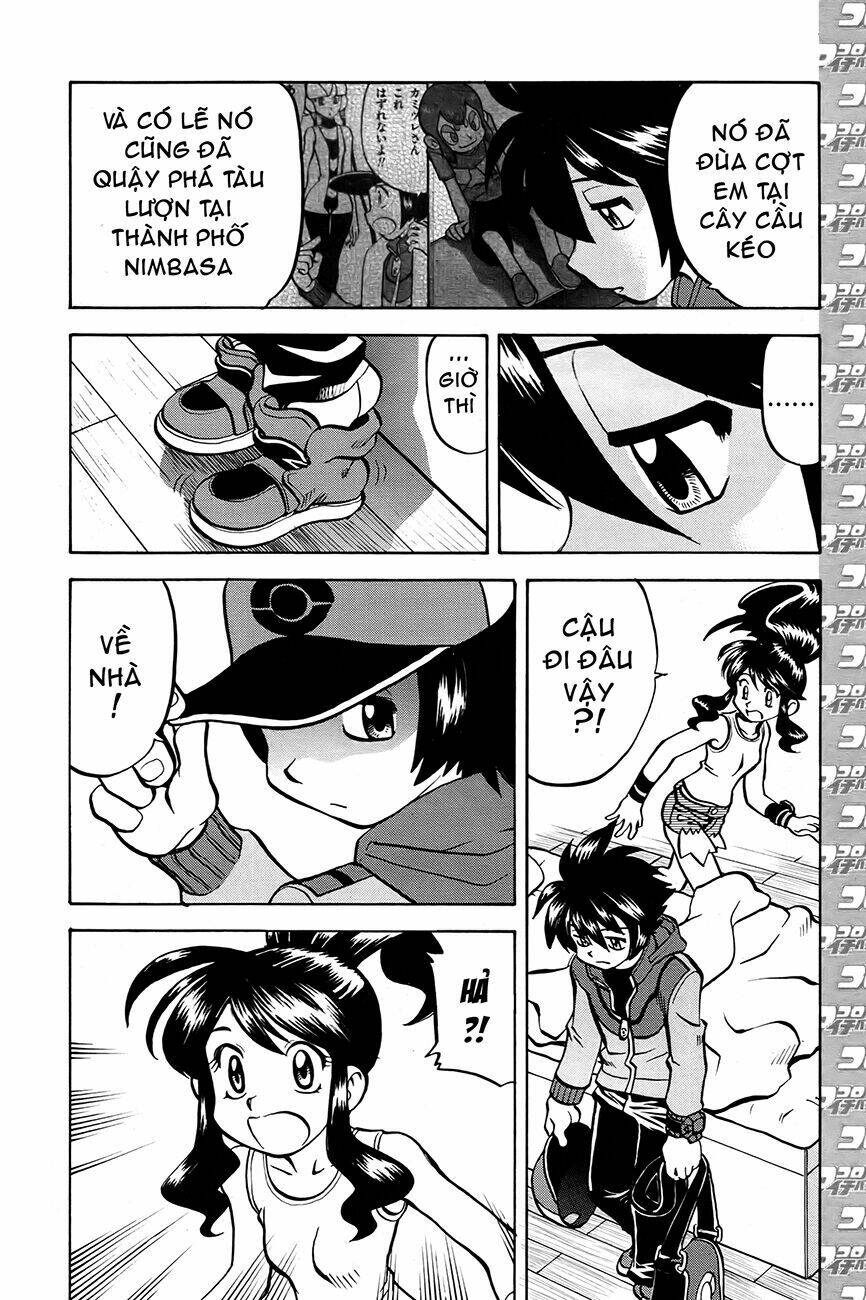 NÓ ĐÃ
ĐÙA CỢT
EM TẠI
CÂY CẦU
KÉO
VÀ CÓ LẼ NÓ
CŨNG ĐÃ
QUẬY PHÁ TÀU
LƯỢN TẠI
THÀNH PHỐ
NIMBASA
カミツレさん
これ
はずれないよ!!
......
...
GIỜ
THÌ
CẬU
ĐI ĐÂU
VẬY
?!
VỀ
NHÀ
!
HẢ
?!